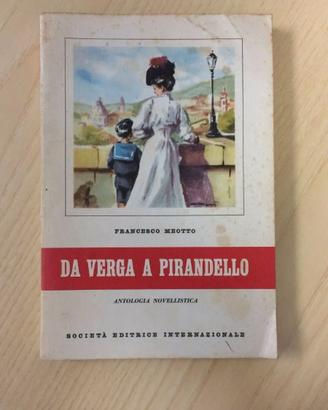 FRANCESCO MEOTTO
DA VERGA A PIRANDELLO
ANTOLOGIA NOVELLISTICA
SOCIETÀ EDITRICE INTERNAZIONALE